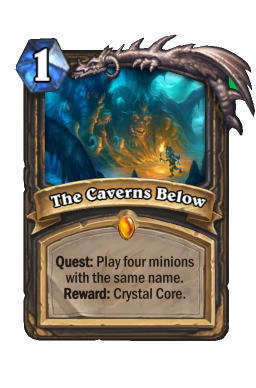 1
The Caverns Below
Quest: Play four minions
with the same name.
Reward: Crystal Core.